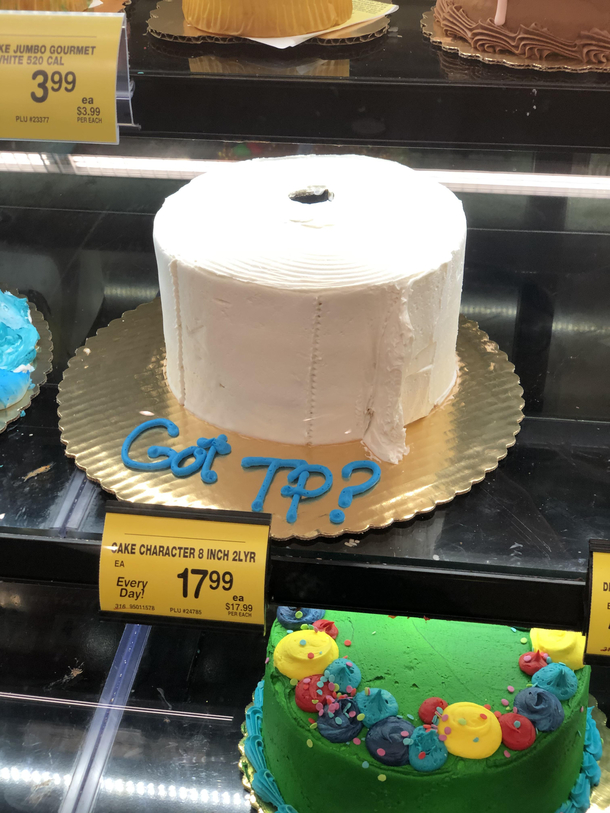 KE JUMBO GOURMET
WHITE 520 CAL
3.99
ea
$3.99
PER EACH
PLU #23377
Got TP?
CAKE CHARACTER 8 INCH 2LYR
EA
Every
Day!
17.99
ea
$17.99
PER EACH
PLU #24785